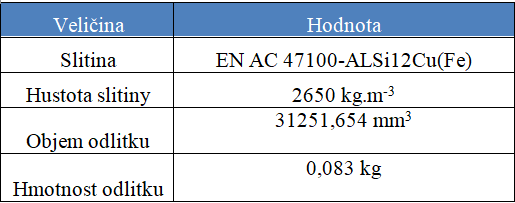 Veličina Hodnota
Slitina EN AC 47100-ALSi12Cu(Fe)
Hustota slitiny 2650 kg.m⁻³
Objem odlitku 31251,654 mm³
Hmotnost odlitku 0,083 kg